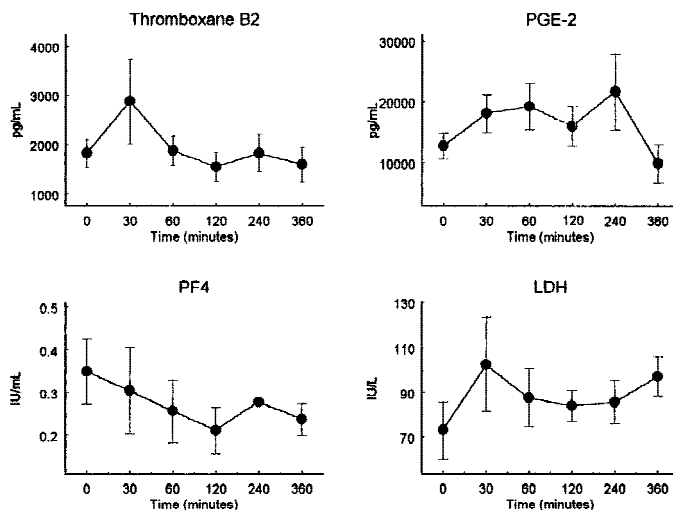 Thromboxane B2
4000
3000
2000
1000
pg/mL
0 30 60 120 240 360
Time (minutes)
PGE-2
30000
20000
10000
pg/mL
0 30 60 120 240 360
Time (minutes)
PF4
0.5
0.4
0.3
0.2
IU/mL
0 30 60 120 240 360
Time (minutes)
LDH
130
110
90
70
IU/L
0 30 60 120 240 360
Time (minutes)